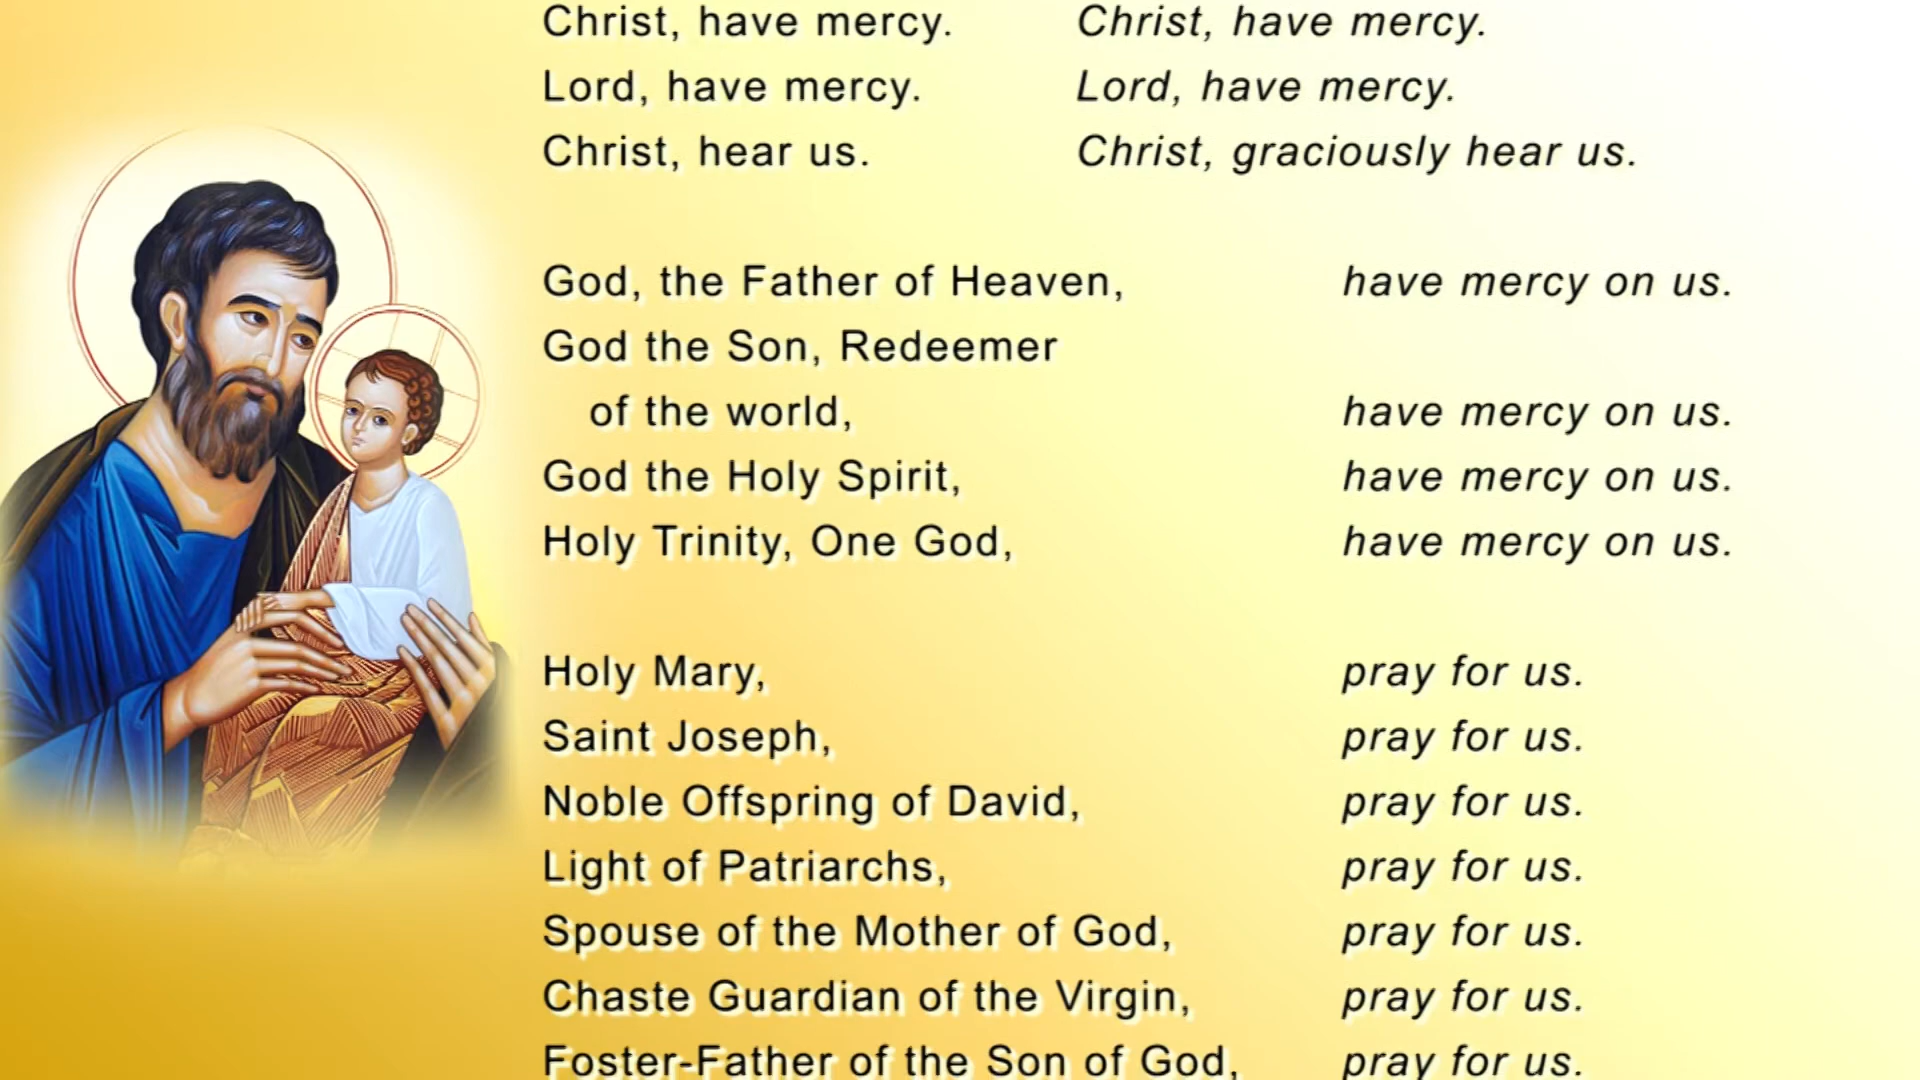 Christ, have mercy. Christ, have mercy.
Lord, have mercy. Lord, have mercy.
Christ, hear us. Christ, graciously hear us.
God, the Father of Heaven, have mercy on us.
God the Son, Redeemer
of the world, have mercy on us.
God the Holy Spirit, have mercy on us.
Holy Trinity, One God, have mercy on us.
Holy Mary, pray for us.
Saint Joseph, pray for us.
Noble Offspring of David, pray for us.
Light of Patriarchs, pray for us.
Spouse of the Mother of God, pray for us.
Chaste Guardian of the Virgin, pray for us.
Foster-Father of the Son of God, pray for us.